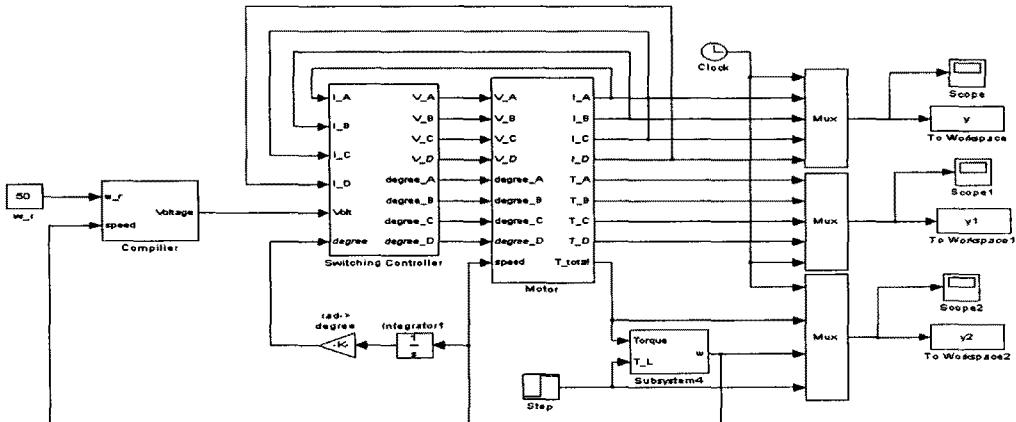 50
w_r
w_r
speed
Voltage
Compiller
I_A
I_B
I_C
I_D
Volt
degree
V_A
V_B
V_C
V_D
degree_A
degree_B
degree_C
degree_D
Switching Controller
V_A
V_B
V_C
V_D
degree_A
degree_B
degree_C
degree_D
speed
I_A
I_B
I_C
I_D
T_A
T_B
T_C
T_D
T_total
Motor
rad->
degree
-K-
Integrator1
1
s
Clock
Mux
Mux
Mux
Scope
y
To Workspace
Scope1
y1
To Workspace1
Scope2
y2
To Workspace2
Torque
T_L
w
Subsystem4
Step